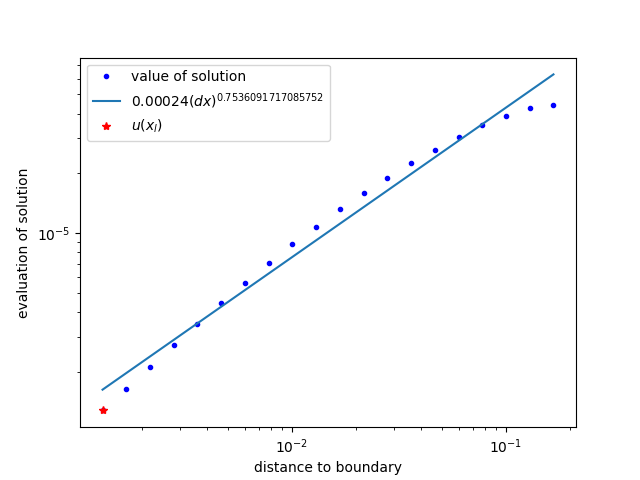 value of solution
0.00024(dx)^0.7536091717085752
u(x_l)
evaluation of solution
10^-5
10^-2
10^-1
distance to boundary